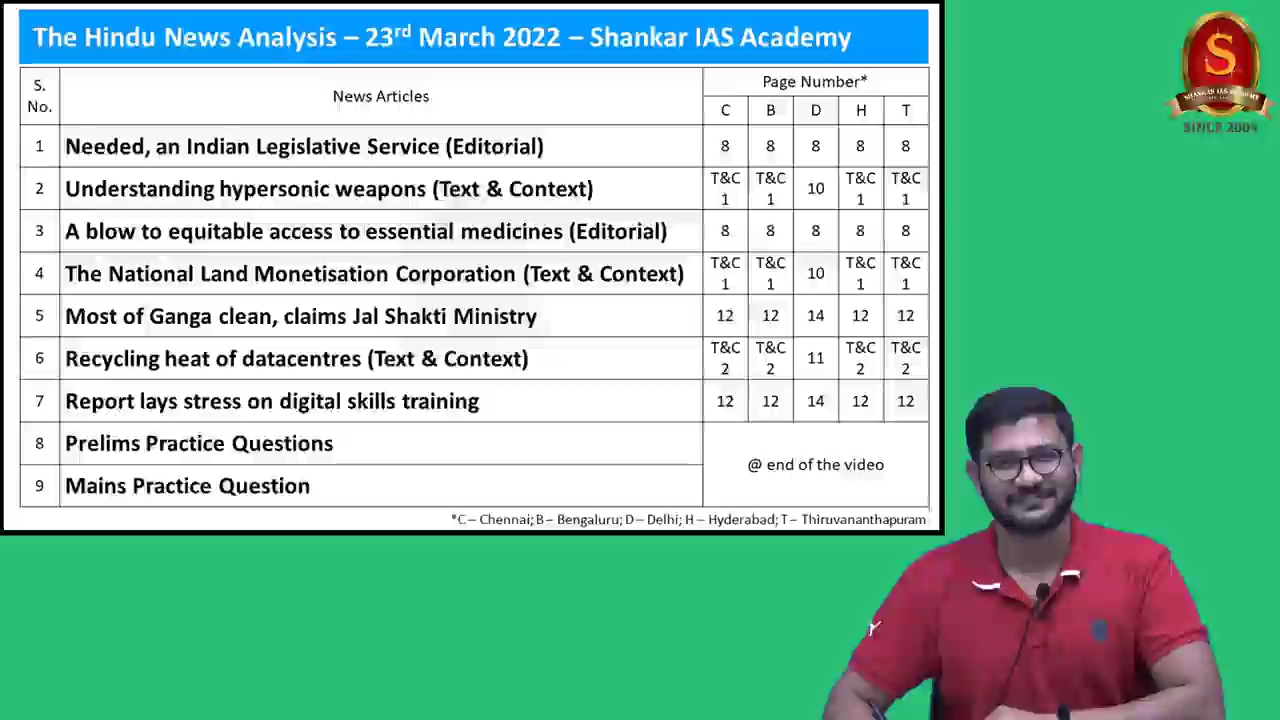 The Hindu News Analysis – 23rd March 2022 – Shankar IAS Academy
S. No. News Articles Page Number*
C B D H T
1 Needed, an Indian Legislative Service (Editorial) 8 8 8 8 8
2 Understanding hypersonic weapons (Text & Context) T&C 1 T&C 1 10 T&C 1 T&C 1
3 A blow to equitable access to essential medicines (Editorial) 8 8 8 8 8
4 The National Land Monetisation Corporation (Text & Context) T&C 1 T&C 1 10 T&C 1 T&C 1
5 Most of Ganga clean, claims Jal Shakti Ministry 12 12 14 12 12
6 Recycling heat of datacentres (Text & Context) T&C 2 T&C 2 11 T&C 2 T&C 2
7 Report lays stress on digital skills training 12 12 14 12 12
8 Prelims Practice Questions @ end of the video
9 Mains Practice Question
*C – Chennai; B – Bengaluru; D – Delhi; H – Hyderabad; T – Thiruvananthapuram
S
SHANKAR IAS ACADEMY
SINCE 2004